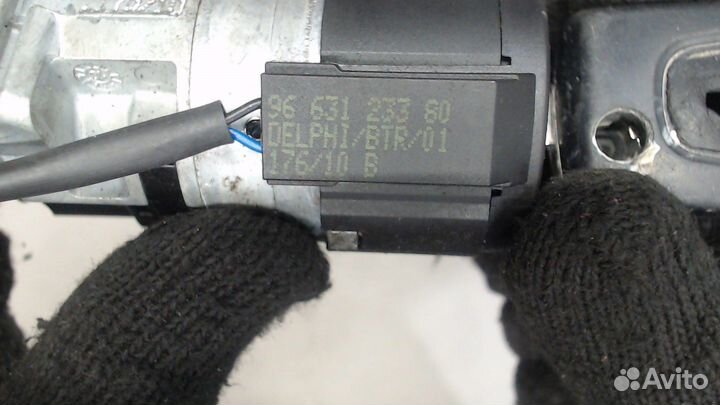 96 631 233 80
DELPHI/BTR/01
176/10 B
Avito